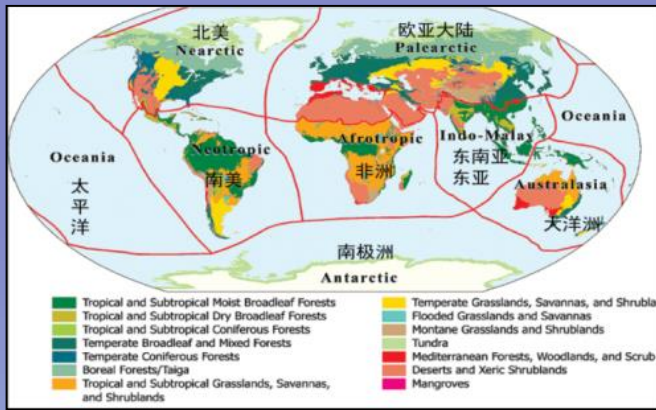 北美
Nearctic
欧亚大陆
Palearctic
Oceania
Oceania
太平洋
Neotropic
南美
Afrotropic
非洲
Indo-Malay
东南亚
东亚
Australasia
大洋洲
南极洲
Antarctic
Tropical and Subtropical Moist Broadleaf Forests
Tropical and Subtropical Dry Broadleaf Forests
Tropical and Subtropical Coniferous Forests
Temperate Broadleaf and Mixed Forests
Temperate Coniferous Forests
Boreal Forests/Taiga
Tropical and Subtropical Grasslands, Savannas,
and Shrublands
Temperate Grasslands, Savannas, and Shrubla
Flooded Grasslands and Savannas
Montane Grasslands and Shrublands
Tundra
Mediterranean Forests, Woodlands, and Scrub
Deserts and Xeric Shrublands
Mangroves